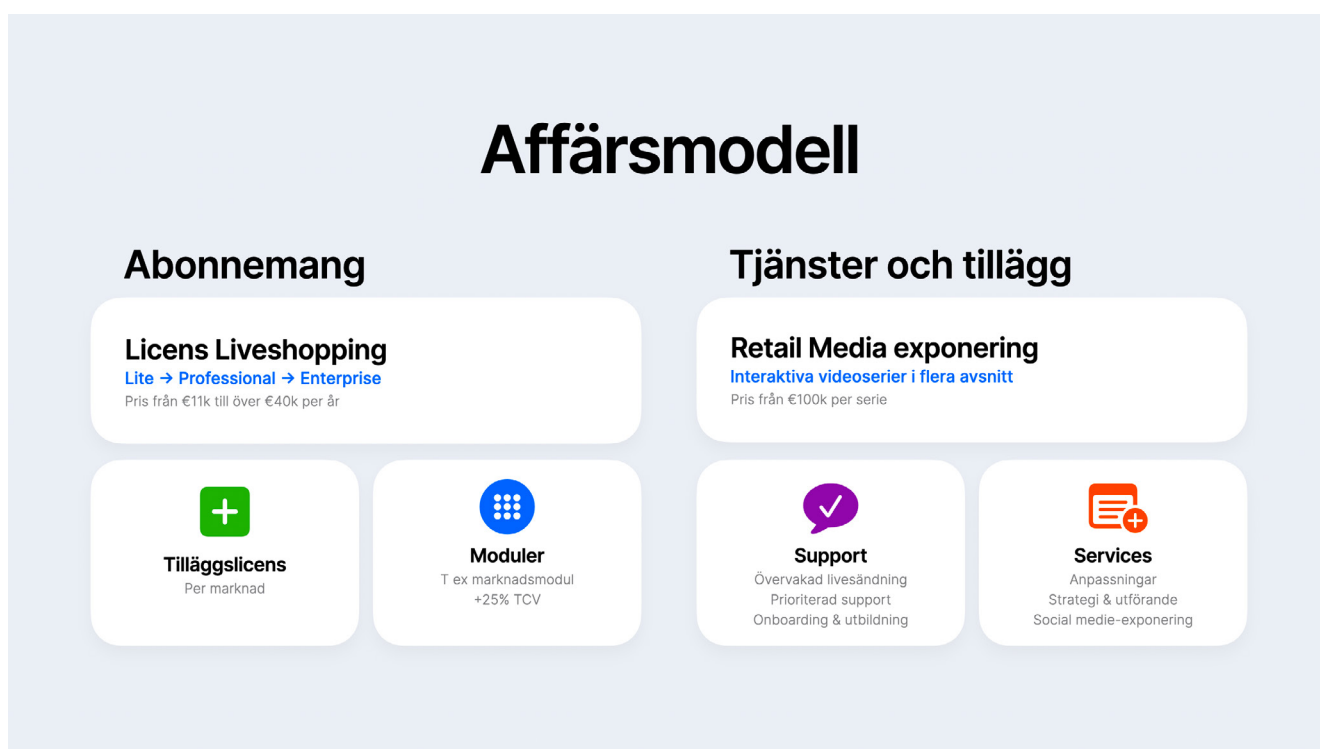 Affärsmodell
Abonnemang
Licens Liveshopping
Lite → Professional → Enterprise
Pris från €11k till över €40k per år
Tilläggslicens
Per marknad
Moduler
T ex marknadsmodul
+25% TCV
Tjänster och tillägg
Retail Media exponering
Interaktiva videoserier i flera avsnitt
Pris från €100k per serie
Support
Övervakad livesändning
Prioriterad support
Onboarding & utbildning
Services
Anpassningar
Strategi & utförande
Social medie-exponering